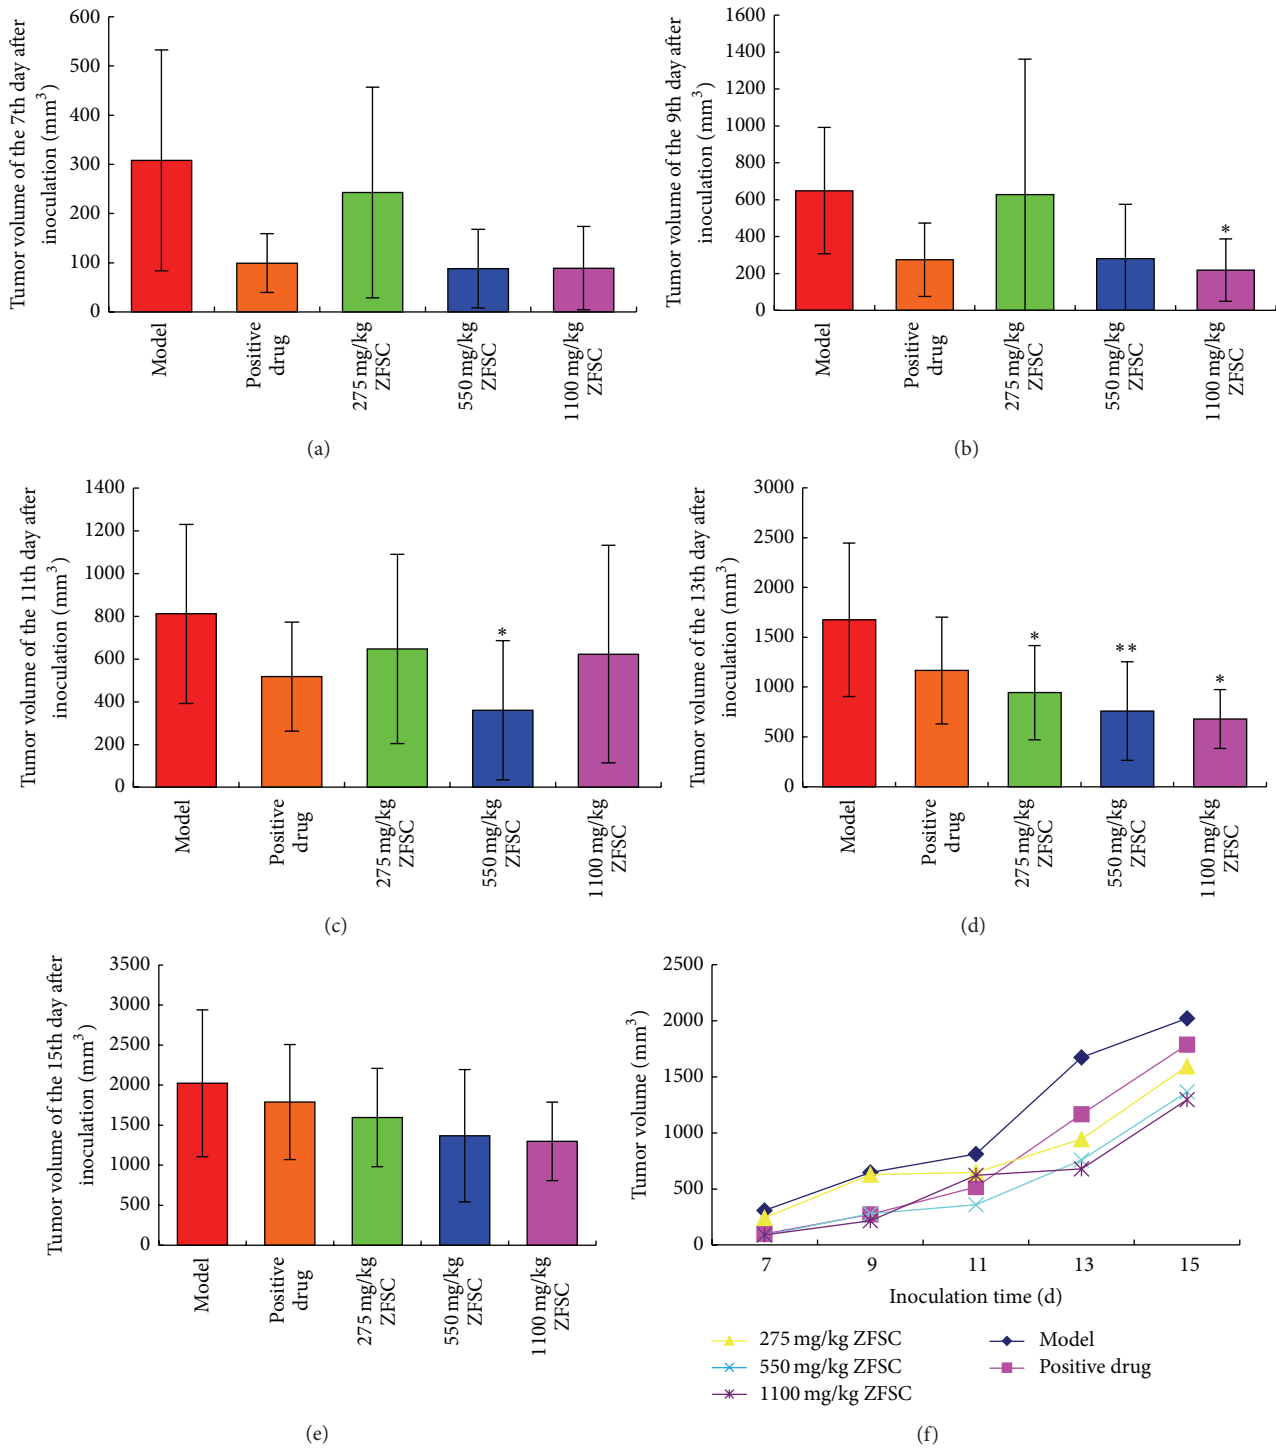 Tumor volume of the 7th day after
inoculation (mm³)
600
500
400
300
200
100
0
Model
Positive
drug
275 mg/kg
ZFSC
550 mg/kg
ZFSC
1100 mg/kg
ZFSC
(a)
Tumor volume of the 9th day after
inoculation (mm³)
1600
1400
1200
1000
800
600
400
200
0
*
Model
Positive
drug
275 mg/kg
ZFSC
550 mg/kg
ZFSC
1100 mg/kg
ZFSC
(b)
Tumor volume of the 11th day after
inoculation (mm³)
1400
1200
1000
800
600
400
200
0
*
Model
Positive
drug
275 mg/kg
ZFSC
550 mg/kg
ZFSC
1100 mg/kg
ZFSC
(c)
Tumor volume of the 13th day after
inoculation (mm³)
3000
2500
2000
1500
1000
500
0
*
**
*
Model
Positive
drug
275 mg/kg
ZFSC
550 mg/kg
ZFSC
1100 mg/kg
ZFSC
(d)
Tumor volume of the 15th day after
inoculation (mm³)
3500
3000
2500
2000
1500
1000
500
0
Model
Positive
drug
275 mg/kg
ZFSC
550 mg/kg
ZFSC
1100 mg/kg
ZFSC
(e)
Tumor volume (mm³)
2500
2000
1500
1000
500
0
7 9 11 13 15
Inoculation time (d)
275 mg/kg ZFSC
550 mg/kg ZFSC
1100 mg/kg ZFSC
Model
Positive drug
(f)